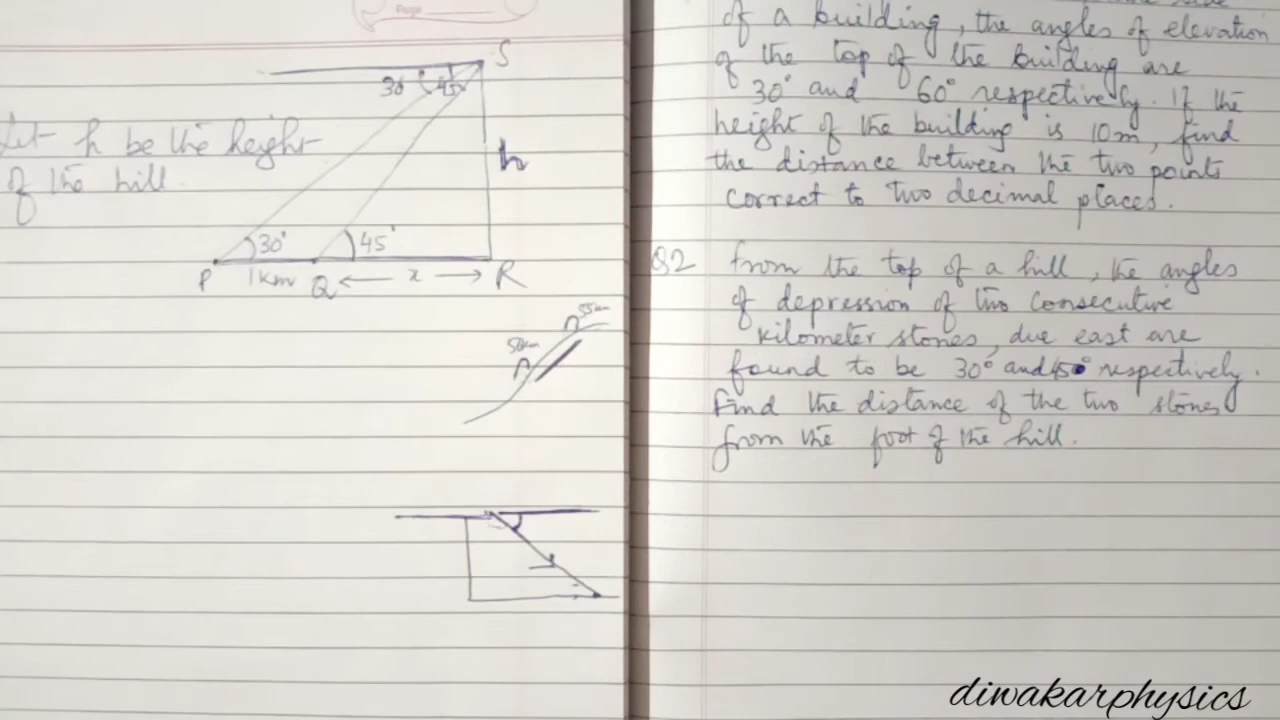 Page
S
30° 45°
Let h be the height
of the hill.
h
30° 45°
P 1km Q x R
50km 55km
of a building, the angles of elevation
of the top of the building are
30° and 60° respectively. If the
height of the building is 10m, find
the distance between the two points
correct to two decimal places.
Q2 from the top of a hill, the angles
of depression of two consecutive
kilometer stones, due east are
found to be 30° and 45° respectively.
Find the distance of the two stones
from the foot of the hill.
diwakarphysics